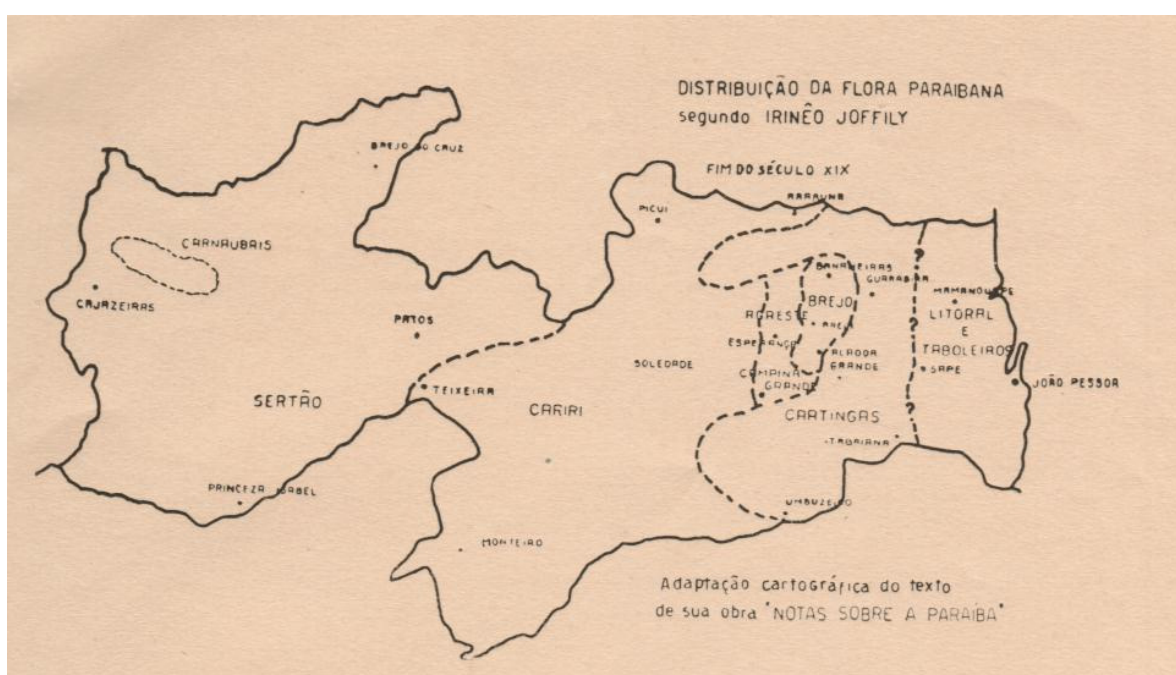 DISTRIBUIÇÃO DA FLORA PARAIBANA
segundo IRINÊO JOFFILY
FIM DO SÉCULO XIX
BREJO DO CRUZ
ARARUNA
PICUI
CARNAUBAIS
BANANEIRAS
GUARABIRA
CAJAZEIRAS
MAMANGUAPE
BREJO
LITORAL
E
TABOLEIROS
AGRESTE
AREIA
PATOS
ESPERANÇA
ALAGOA
GRANDE
SOLEDADE
SAPE
CAMPINA
GRANDE
JOÃO PESSOA
TEIXEIRA
SERTÃO
CARIRI
CAATINGAS
ITABAIANA
PRINCEZA ISABEL
UMBUZEIRO
MONTEIRO
?
?
?
Adaptação cartográfica do texto
de sua obra "NOTAS SOBRE A PARAÍBA"